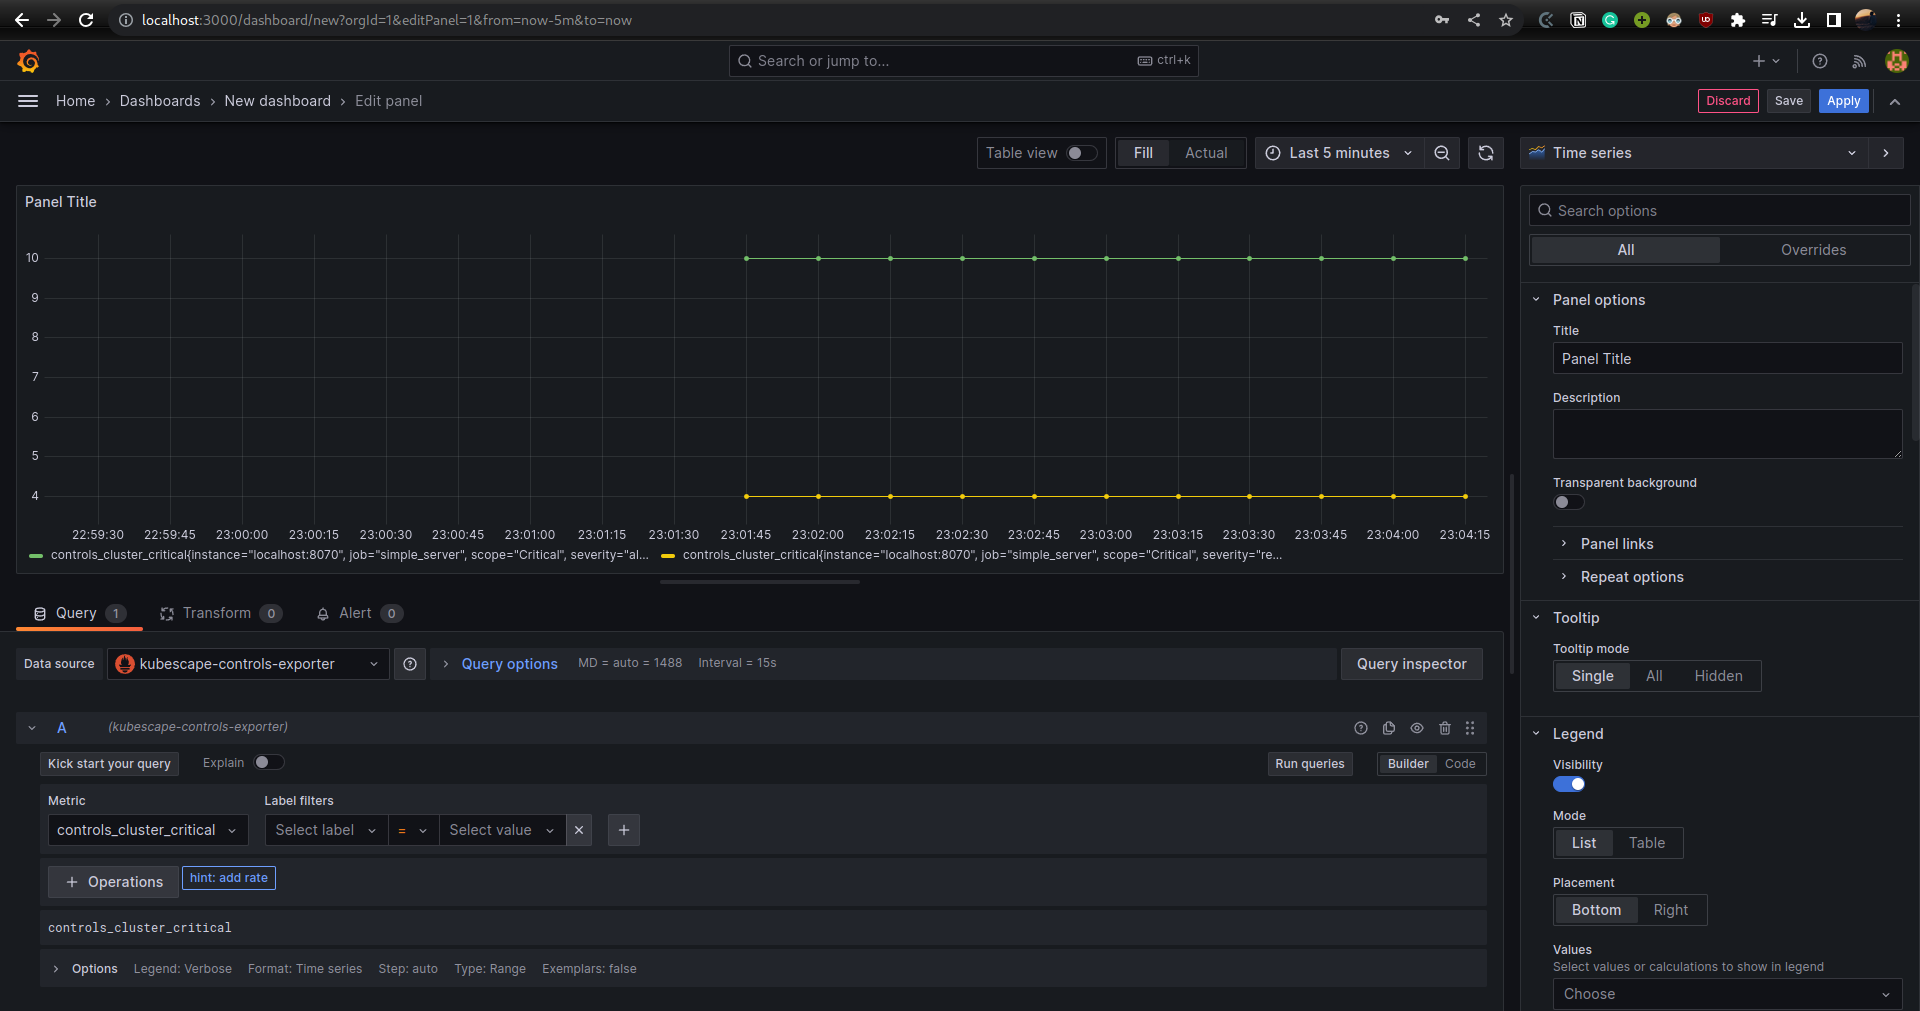 localhost:3000/dashboard/new?orgId=1&editPanel=1&from=now-5m&to=now
Search or jump to...
ctrl+k
Home › Dashboards › New dashboard › Edit panel
Discard
Save
Apply
Table view
Fill
Actual
Last 5 minutes
Time series
Panel Title
10
9
8
7
6
5
4
22:59:30 22:59:45 23:00:00 23:00:15 23:00:30 23:00:45 23:01:00 23:01:15 23:01:30 23:01:45 23:02:00 23:02:15 23:02:30 23:02:45 23:03:00 23:03:15 23:03:30 23:03:45 23:04:00 23:04:15
controls_cluster_critical{instance="localhost:8070", job="simple_server", scope="Critical", severity="al...
controls_cluster_critical{instance="localhost:8070", job="simple_server", scope="Critical", severity="re...
Query 1
Transform 0
Alert 0
Data source
kubescape-controls-exporter
Query options
MD = auto = 1488
Interval = 15s
Query inspector
A
(kubescape-controls-exporter)
Kick start your query
Explain
Run queries
Builder
Code
Metric
Label filters
controls_cluster_critical
Select label
=
Select value
+ Operations
hint: add rate
controls_cluster_critical
Options
Legend: Verbose
Format: Time series
Step: auto
Type: Range
Exemplars: false
Search options
All
Overrides
Panel options
Title
Panel Title
Description
Transparent background
Panel links
Repeat options
Tooltip
Tooltip mode
Single
All
Hidden
Legend
Visibility
Mode
List
Table
Placement
Bottom
Right
Values
Select values or calculations to show in legend
Choose